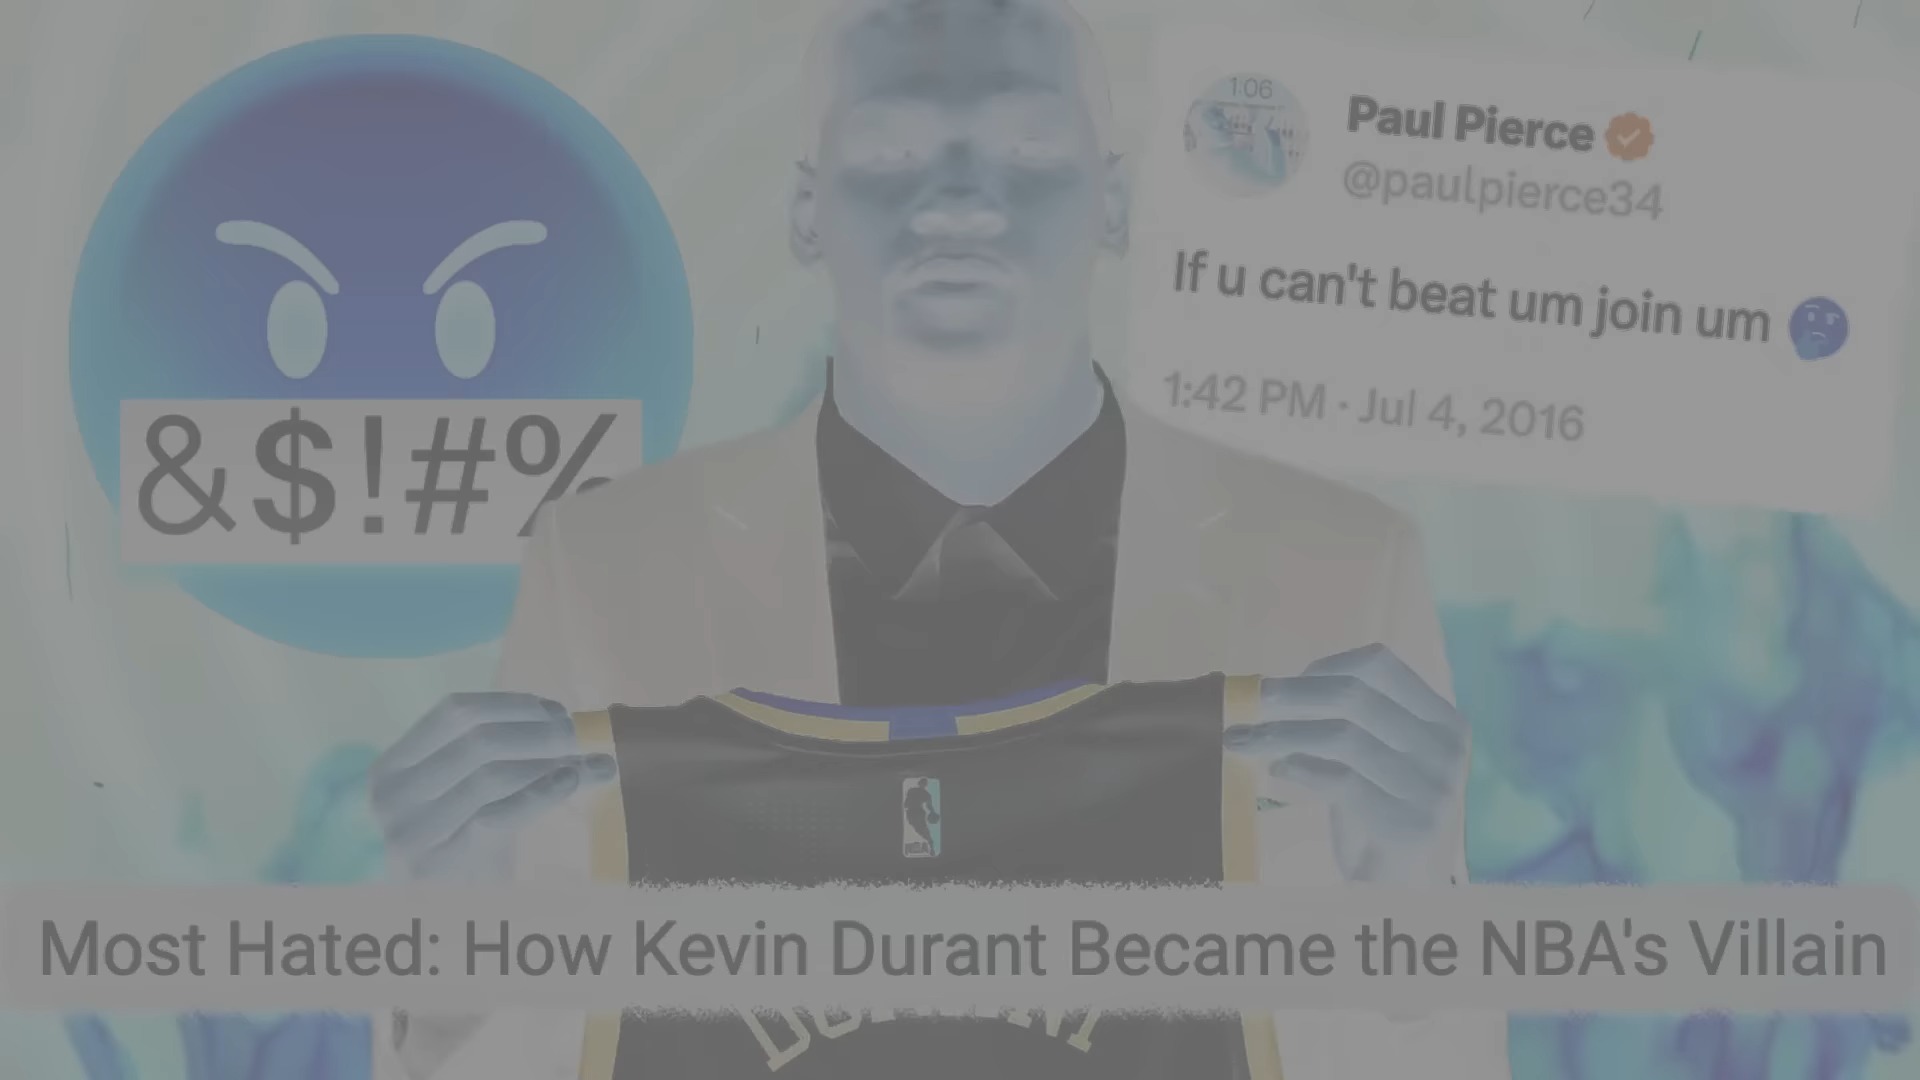 1:06
Paul Pierce
@paulpierce34
If u can't beat um join um
1:42 PM · Jul 4, 2016
&$!#%
NBA
Most Hated: How Kevin Durant Became the NBA's Villain
DURANT